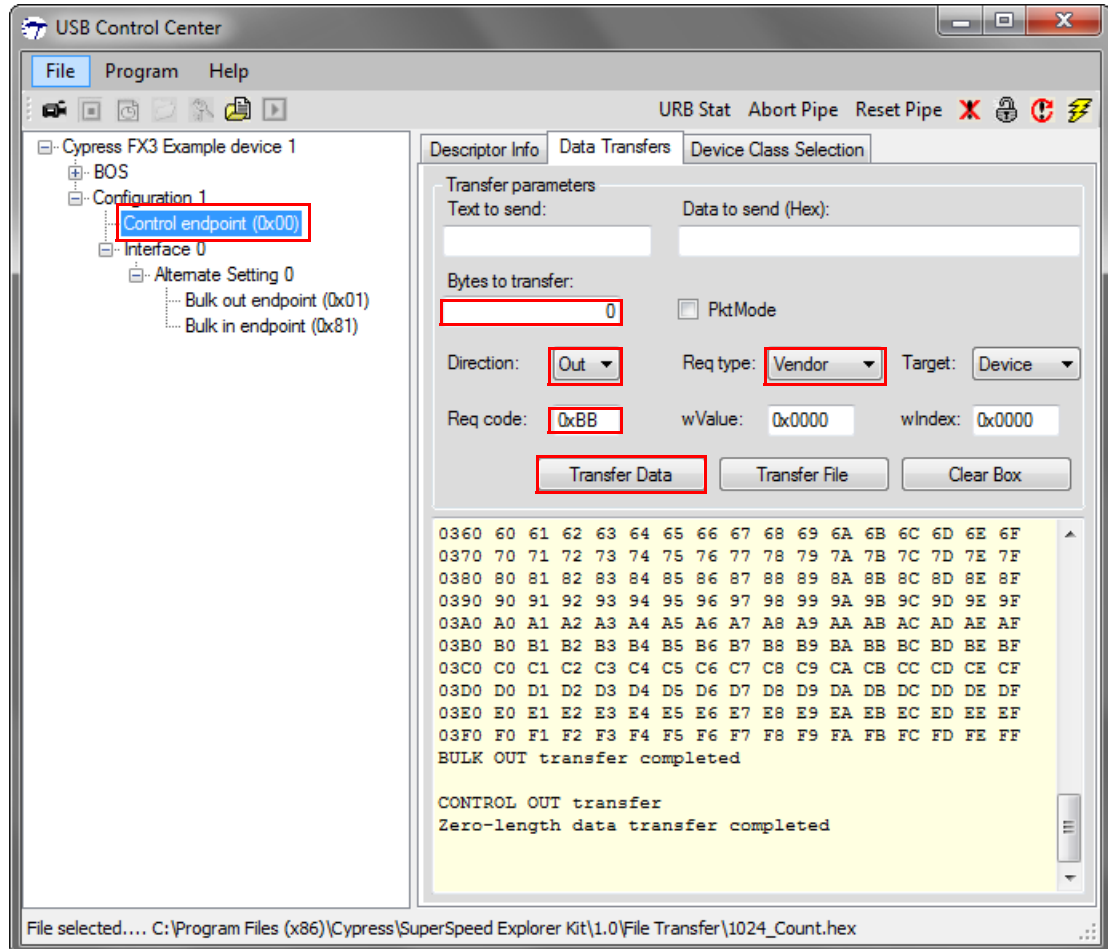 USB Control Center
File Program Help
URB Stat Abort Pipe Reset Pipe
Cypress FX3 Example device 1
BOS
Configuration 1
Control endpoint (0x00)
Interface 0
Alternate Setting 0
Bulk out endpoint (0x01)
Bulk in endpoint (0x81)
Descriptor Info Data Transfers Device Class Selection
Transfer parameters
Text to send: Data to send (Hex):
Bytes to transfer:
0 PktMode
Direction: Out Req type: Vendor Target: Device
Req code: 0xBB wValue: 0x0000 wIndex: 0x0000
Transfer Data Transfer File Clear Box
0360 60 61 62 63 64 65 66 67 68 69 6A 6B 6C 6D 6E 6F
0370 70 71 72 73 74 75 76 77 78 79 7A 7B 7C 7D 7E 7F
0380 80 81 82 83 84 85 86 87 88 89 8A 8B 8C 8D 8E 8F
0390 90 91 92 93 94 95 96 97 98 99 9A 9B 9C 9D 9E 9F
03A0 A0 A1 A2 A3 A4 A5 A6 A7 A8 A9 AA AB AC AD AE AF
03B0 B0 B1 B2 B3 B4 B5 B6 B7 B8 B9 BA BB BC BD BE BF
03C0 C0 C1 C2 C3 C4 C5 C6 C7 C8 C9 CA CB CC CD CE CF
03D0 D0 D1 D2 D3 D4 D5 D6 D7 D8 D9 DA DB DC DD DE DF
03E0 E0 E1 E2 E3 E4 E5 E6 E7 E8 E9 EA EB EC ED EE EF
03F0 F0 F1 F2 F3 F4 F5 F6 F7 F8 F9 FA FB FC FD FE FF
BULK OUT transfer completed
CONTROL OUT transfer
Zero-length data transfer completed
File selected.... C:\Program Files (x86)\Cypress\SuperSpeed Explorer Kit\1.0\File Transfer\1024_Count.hex